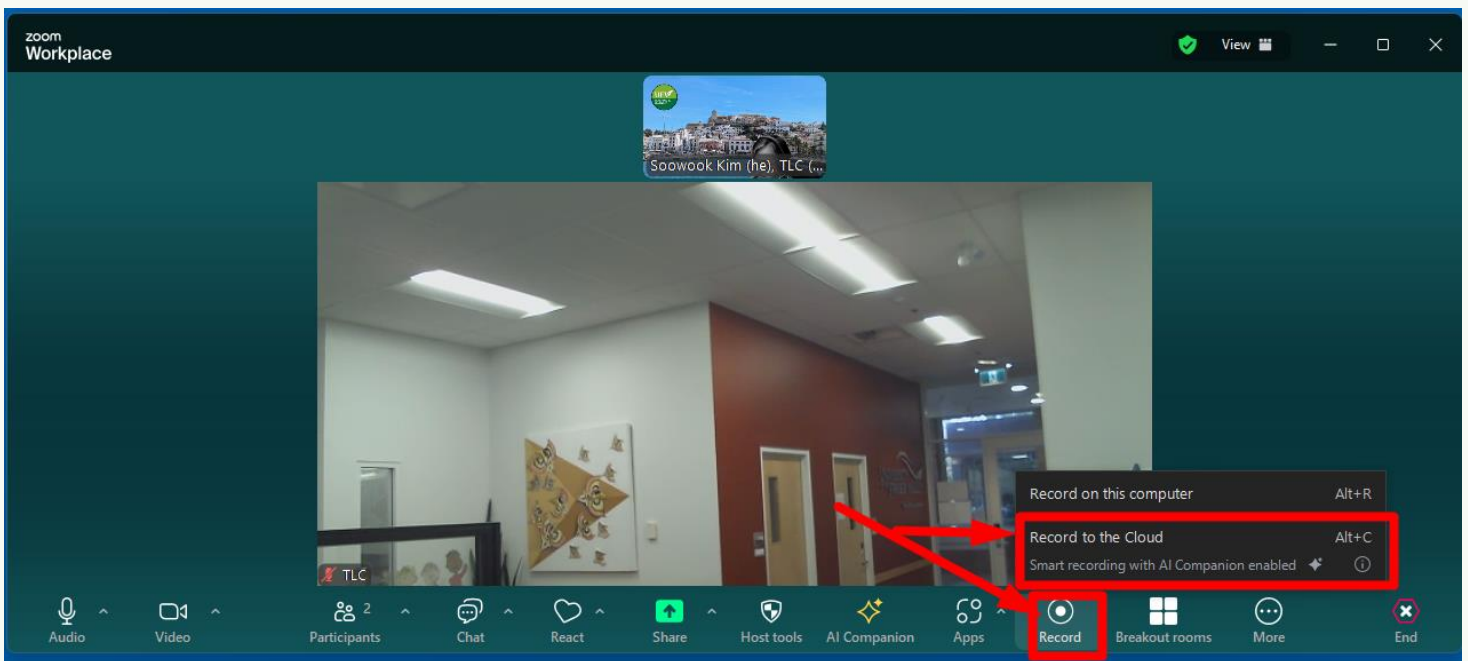 zoom
Workplace
View
Soowook Kim (he), TLC (...
TLC
Record on this computer Alt+R
Record to the Cloud Alt+C
Smart recording with AI Companion enabled
Audio Video Participants 2 Chat React Share Host tools AI Companion Apps Record Breakout rooms More End